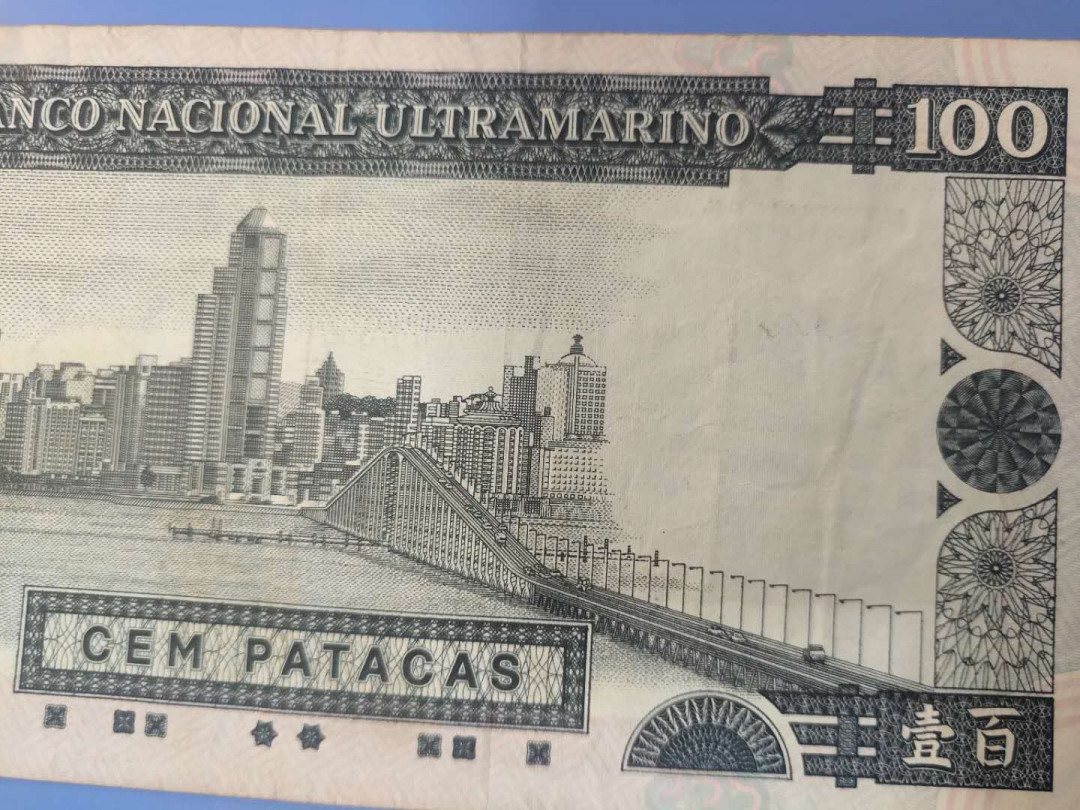 ANCO NACIONAL ULTRAMARINO
100
CEM PATACAS
壹百